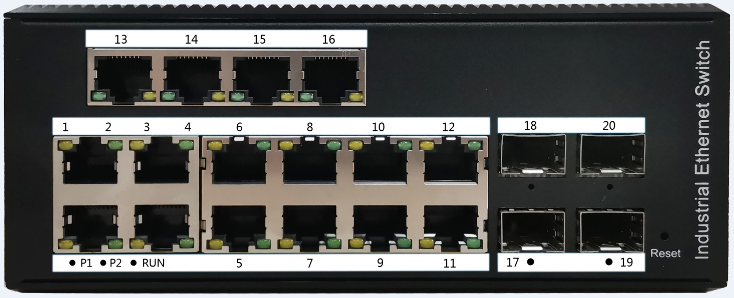 13 14 15 16
1 2 3 4 6 8 10 12 18 20
P1 P2 RUN 5 7 9 11 17 19
Reset
Industrial Ethernet Switch